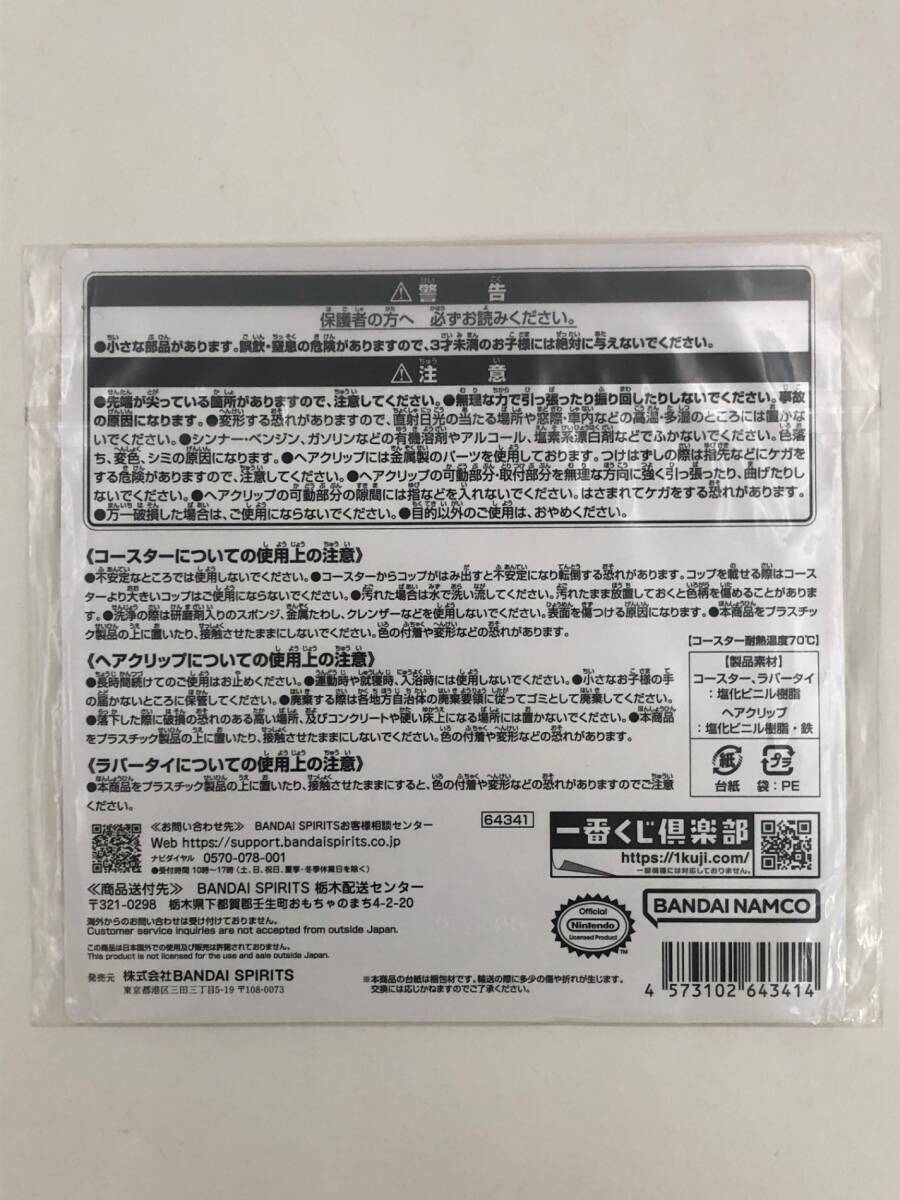 ⚠警告
保護者の方へ 必ずお読みください。
●小さな部品があります。誤飲・窒息の危険がありますので、3才未満のお子様には絶対に与えないでください。
⚠注意
●先端が尖っている箇所がありますので、注意してください。●無理な力で引っ張ったり振り回したりしないでください。事故
の原因になります。●変形する恐れがありますので、直射日光の当たる場所や窓際・車内などの高温・多湿のところには置かな
いでください。●シンナー・ベンジン、ガソリンなどの有機溶剤やアルコール、塩素系漂白剤などでふかないでください。色落
ち、変色、シミの原因になります。●ヘアクリップには金属製のパーツを使用しております。つけはずしの際は指先などにケガを
する危険がありますので、注意してください。●ヘアクリップの可動部分・取付部分を無理な方向に強く引っ張ったり、曲げたりし
ないでください。●ヘアクリップの可動部分の隙間には指などを入れないでください。はさまれてケガをする恐れがあります。
●万一破損した場合は、ご使用にならないでください。●目的以外のご使用は、おやめください。
《コースターについての使用上の注意》
●不安定なところでは使用しないでください。●コースターからコップがはみ出すと不安定になり転倒する恐れがあります。コップを載せる際はコース
ターより大きいコップはご使用にならないでください。●汚れた場合は水で洗い流してください。汚れたまま放置しておくと色柄を傷めることがありま
す。●洗浄の際は研磨剤入りのスポンジ、金属たわし、クレンザーなどを使用しないでください。表面を傷つける原因になります。●本商品をプラスチッ
ク製品の上に置いたり、接触させたままにしないでください。色の付着や変形などの恐れがあります。
【コースター耐熱温度70℃】
《ヘアクリップについての使用上の注意》
●長時間続けてのご使用はお止めください。●運動時や就寝時、入浴時には使用しないでください。●小さなお子様の手
の届かないところに保管してください。●廃棄する際は各地方自治体の廃棄要領に従ってゴミとして廃棄してください。
●落下した際に破損の恐れのある高い場所、及びコンクリートや硬い床上になる場所には置かないでください。●本商品
をプラスチック製品の上に置いたり、接触させたままにしないでください。色の付着や変形などの恐れがあります。
【製品素材】
コースター、ラバータイ
:塩化ビニル樹脂
ヘアクリップ
:塩化ビニル樹脂・鉄
《ラバータイについての使用上の注意》
●本商品をプラスチック製品の上に置いたり、接触させたままにすると、色の付着や変形などの恐れがありますのでご注意
ください。
紙 プラ
台紙 袋:PE
≪お問い合わせ先≫ BANDAI SPIRITSお客様相談センター
Web https://support.bandaispirits.co.jp
ナビダイヤル 0570-078-001
●受付時間 10時〜17時(土、日、祝日、夏季・冬季休業日を除く)
64341
一番くじ倶楽部
https://1kuji.com/
一部機種には対応しておりません。
≪商品送付先≫ BANDAI SPIRITS 栃木配送センター
〒321-0298 栃木県下都賀郡壬生町おもちゃのまち4-2-20
海外からのお問い合わせは受け付けておりません。
Customer service inquiries are not accepted from outside Japan.
この商品は日本国外での使用及び販売は許諾されておりません。
This product is not licensed for the use and sale outside Japan.
発売元 株式会社BANDAI SPIRITS
東京都港区三田三丁目5-19 〒108-0073
※本商品の台紙は梱包材です。輸送の際に多少の傷や折れが生じます。
交換には応じかねますのでご了承ください。
Official
Nintendo
Licensed Product
TM
BANDAI NAMCO
4 573102 643414